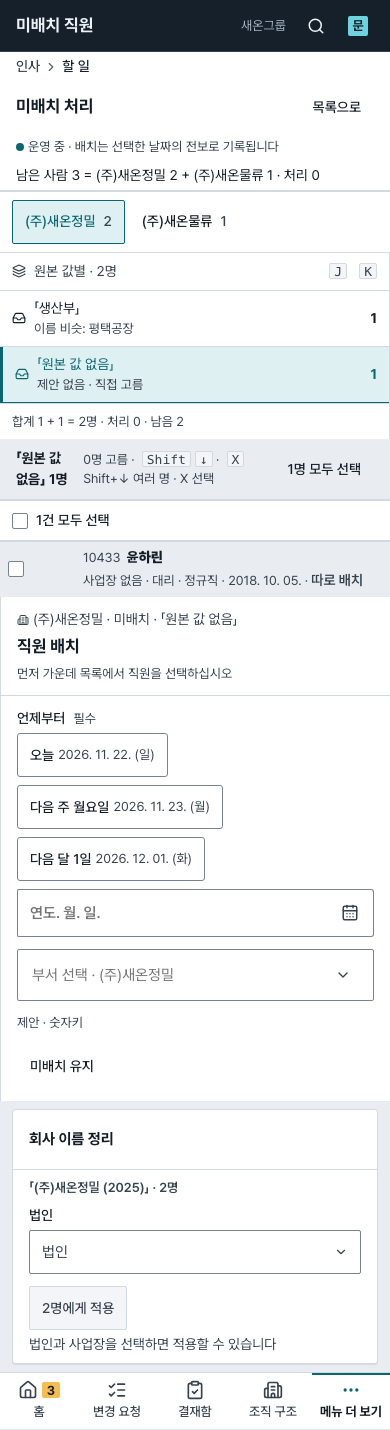 미배치 직원
새온그룹
문
인사 > 할 일
미배치 처리
목록으로
운영 중 · 배치는 선택한 날짜의 전보로 기록됩니다
남은 사람 3 = (주)새온정밀 2 + (주)새온물류 1 · 처리 0
(주)새온정밀 2
(주)새온물류 1
원본 값별 · 2명
J K
「생산부」
이름 비슷: 평택공장
1
「원본 값 없음」
제안 없음 · 직접 고름
1
합계 1 + 1 = 2명 · 처리 0 · 남음 2
「원본 값 없음」 1명
0명 고름 · Shift ↓ · X
Shift+↓ 여러 명 · X 선택
1명 모두 선택
1건 모두 선택
10433 윤하린
사업장 없음 · 대리 · 정규직 · 2018. 10. 05. · 따로 배치
(주)새온정밀 · 미배치 · 「원본 값 없음」
직원 배치
먼저 가운데 목록에서 직원을 선택하십시오
언제부터 필수
오늘 2026. 11. 22. (일)
다음 주 월요일 2026. 11. 23. (월)
다음 달 1일 2026. 12. 01. (화)
연도. 월. 일.
부서 선택 · (주)새온정밀
제안 · 숫자키
미배치 유지
회사 이름 정리
「(주)새온정밀 (2025)」 · 2명
법인
법인
2명에게 적용
법인과 사업장을 선택하면 적용할 수 있습니다
3
홈
변경 요청
결재함
조직 구조
메뉴 더 보기